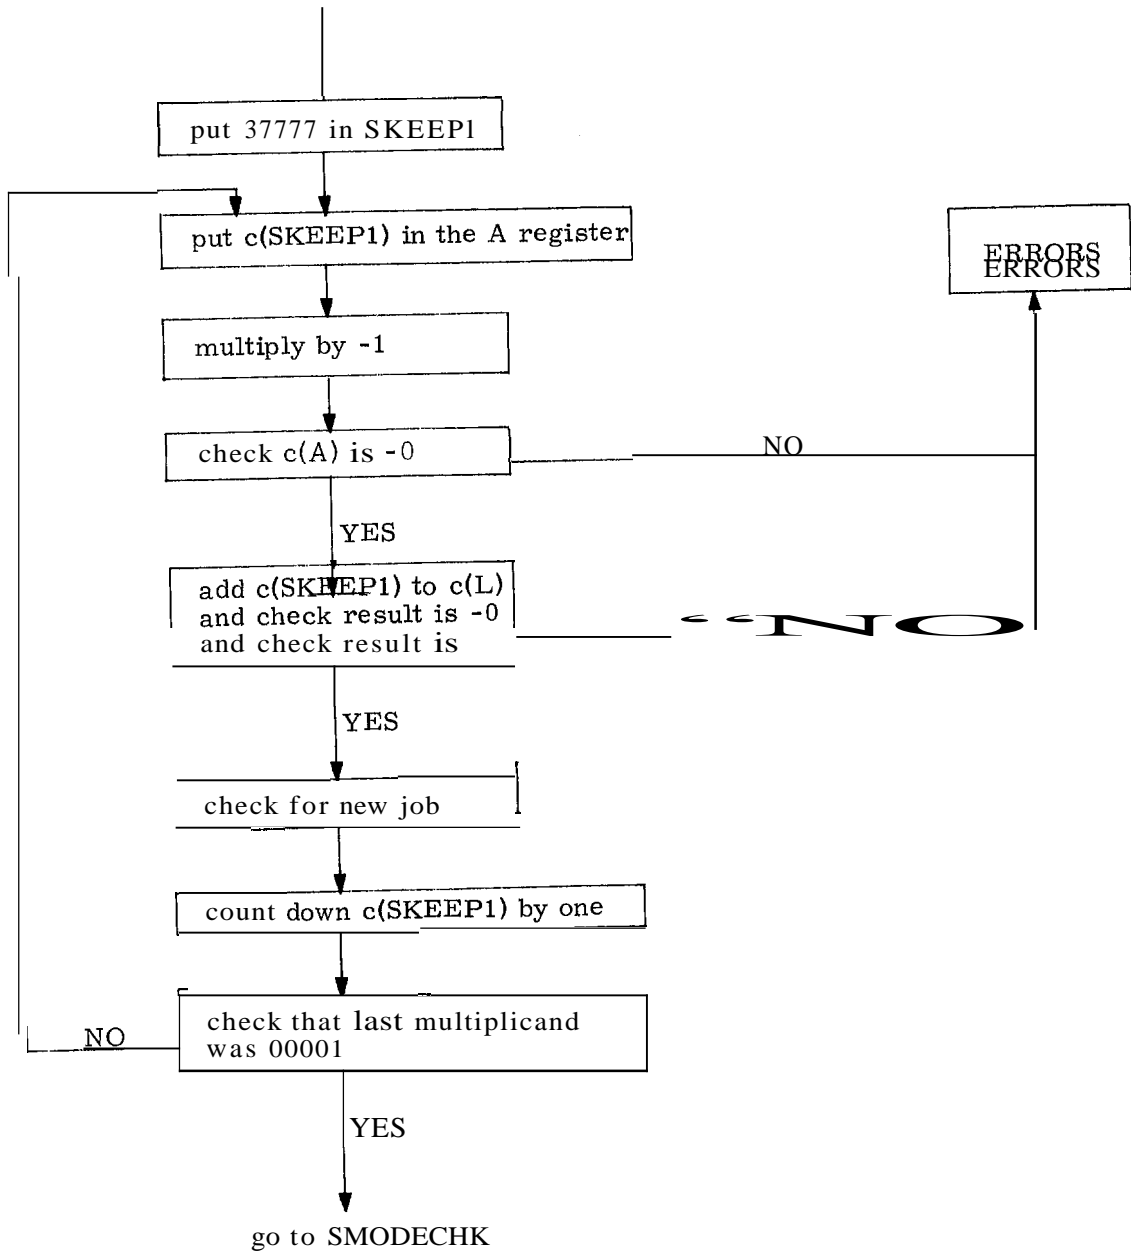 put 37777 in SKEEP1
put c(SKEEP1) in the A register
ERRORS
ERRORS
multiply by -1
check c(A) is -0
NO
YES
add c(SKEEP1) to c(L)
and check result is -0
and check result is
“NO
YES
check for new job
count down c(SKEEP1) by one
check that last multiplicand
was 00001
NO
YES
go to SMODECHK